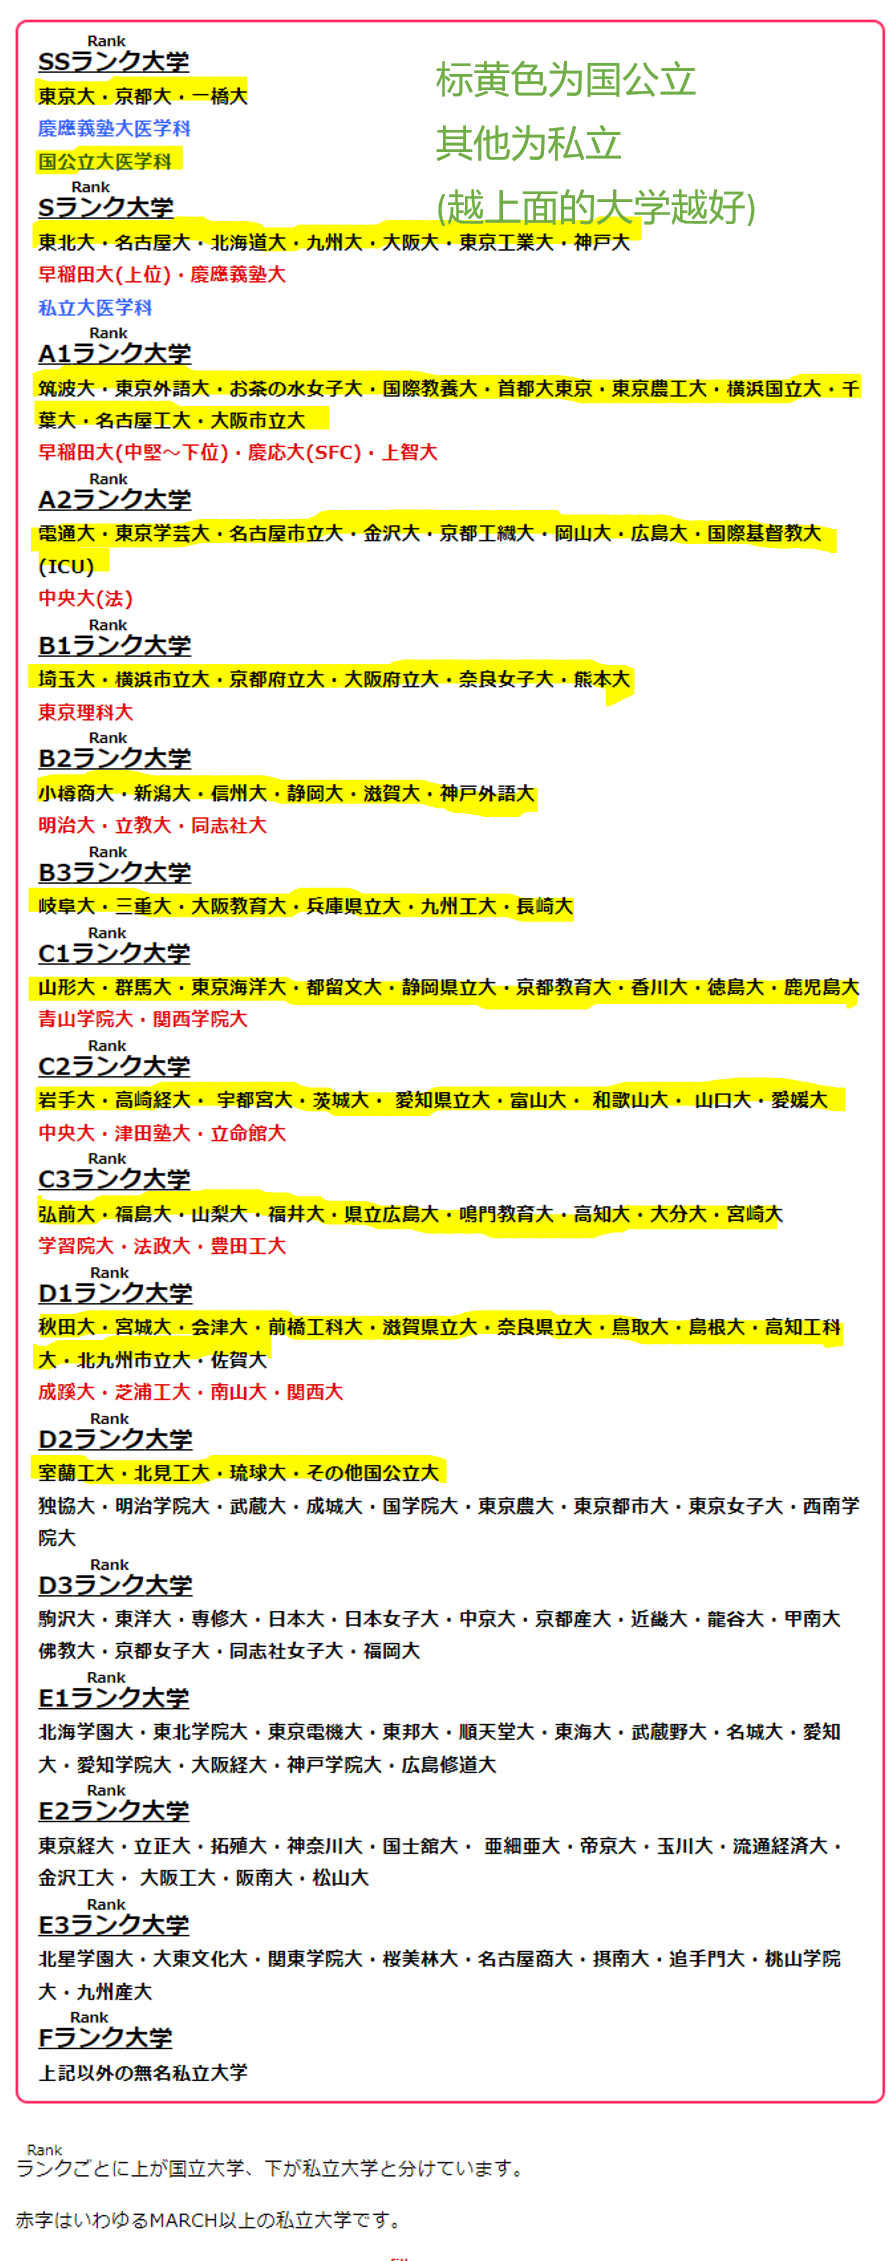 Rank
SSランク大学
東京大・京都大・一橋大
慶應義塾大医学科
国公立大医学科
标黄色为国公立
其他为私立
(越上面的大学越好)
Rank
Sランク大学
東北大・名古屋大・北海道大・九州大・大阪大・東京工業大・神戸大
早稲田大(上位)・慶應義塾大
私立大医学科
Rank
A1ランク大学
筑波大・東京外語大・お茶の水女子大・国際教養大・首都大東京・東京農工大・横浜国立大・千
葉大・名古屋工大・大阪市立大
早稲田大(中堅～下位)・慶応大(SFC)・上智大
Rank
A2ランク大学
電通大・東京学芸大・名古屋市立大・金沢大・京都工繊大・岡山大・広島大・国際基督教大
(ICU)
中央大(法)
Rank
B1ランク大学
埼玉大・横浜市立大・京都府立大・大阪府立大・奈良女子大・熊本大
東京理科大
Rank
B2ランク大学
小樽商大・新潟大・信州大・静岡大・滋賀大・神戸外語大
明治大・立教大・同志社大
Rank
B3ランク大学
岐阜大・三重大・大阪教育大・兵庫県立大・九州工大・長崎大
Rank
C1ランク大学
山形大・群馬大・東京海洋大・都留文大・静岡県立大・京都教育大・香川大・徳島大・鹿児島大
青山学院大・関西学院大
Rank
C2ランク大学
岩手大・高崎経大・ 宇都宮大・茨城大・ 愛知県立大・富山大・ 和歌山大・ 山口大・愛媛大
中央大・津田塾大・立命館大
Rank
C3ランク大学
弘前大・福島大・山梨大・福井大・県立広島大・鳴門教育大・高知大・大分大・宮崎大
学習院大・法政大・豊田工大
Rank
D1ランク大学
秋田大・宮城大・会津大・前橋工科大・滋賀県立大・奈良県立大・鳥取大・島根大・高知工科
大・北九州市立大・佐賀大
成蹊大・芝浦工大・南山大・関西大
Rank
D2ランク大学
室蘭工大・北見工大・琉球大・その他国公立大
独協大・明治学院大・武蔵大・成城大・国学院大・東京農大・東京都市大・東京女子大・西南学
院大
Rank
D3ランク大学
駒沢大・東洋大・専修大・日本大・日本女子大・中京大・京都産大・近畿大・龍谷大・甲南大
佛教大・京都女子大・同志社女子大・福岡大
Rank
E1ランク大学
北海学園大・東北学院大・東京電機大・東邦大・順天堂大・東海大・武蔵野大・名城大・愛知
大・愛知学院大・大阪経大・神戸学院大・広島修道大
Rank
E2ランク大学
東京経大・立正大・拓殖大・神奈川大・国士舘大・ 亜細亜大・帝京大・玉川大・流通経済大・
金沢工大・ 大阪工大・阪南大・松山大
Rank
E3ランク大学
北星学園大・大東文化大・関東学院大・桜美林大・名古屋商大・摂南大・追手門大・桃山学院
大・九州産大
Rank
Fランク大学
上記以外の無名私立大学
Rank
ランクごとに上が国立大学、下が私立大学と分けています。
赤字はいわゆるMARCH以上の私立大学です。